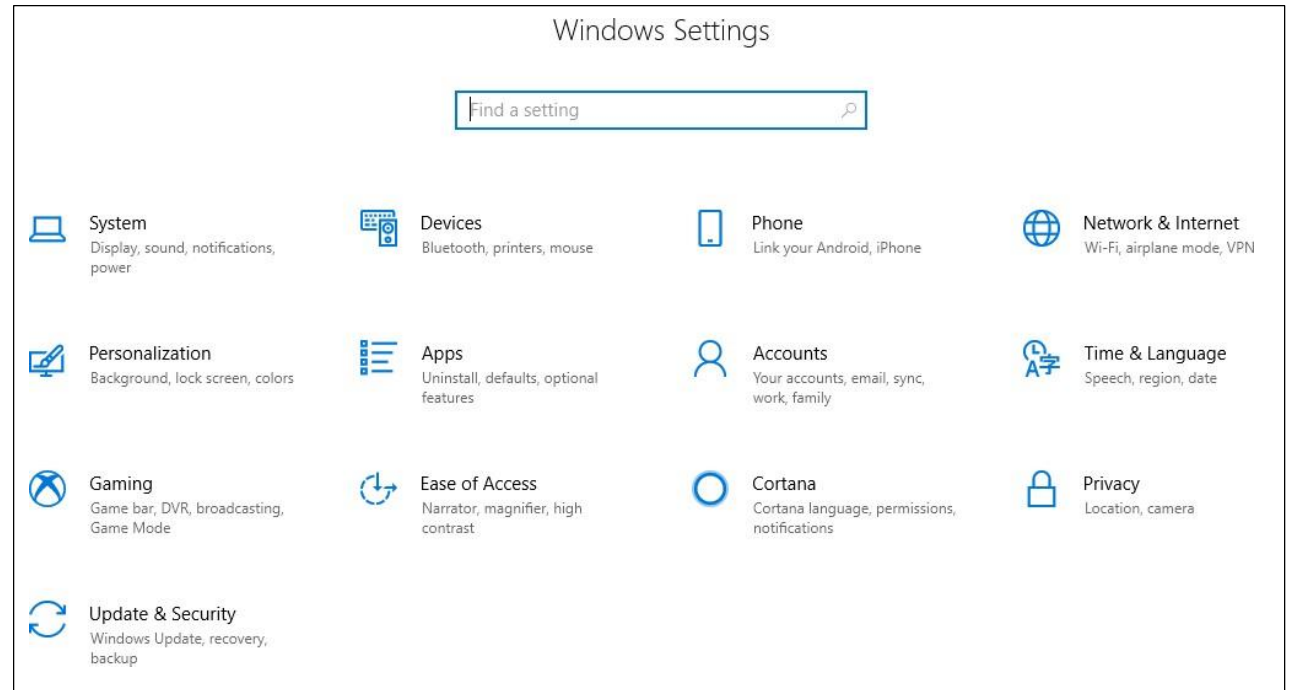 Windows Settings
Find a setting
System
Display, sound, notifications,
power
Devices
Bluetooth, printers, mouse
Phone
Link your Android, iPhone
Network & Internet
Wi-Fi, airplane mode, VPN
Personalization
Background, lock screen, colors
Apps
Uninstall, defaults, optional
features
Accounts
Your accounts, email, sync,
work, family
Time & Language
Speech, region, date
Gaming
Game bar, DVR, broadcasting,
Game Mode
Ease of Access
Narrator, magnifier, high
contrast
Cortana
Cortana language, permissions,
notifications
Privacy
Location, camera
Update & Security
Windows Update, recovery,
backup